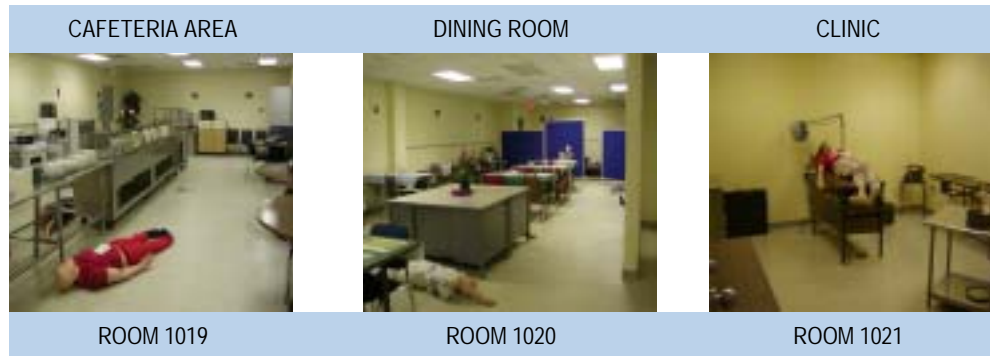 CAFETERIA AREA
DINING ROOM
CLINIC
ROOM 1019
ROOM 1020
ROOM 1021